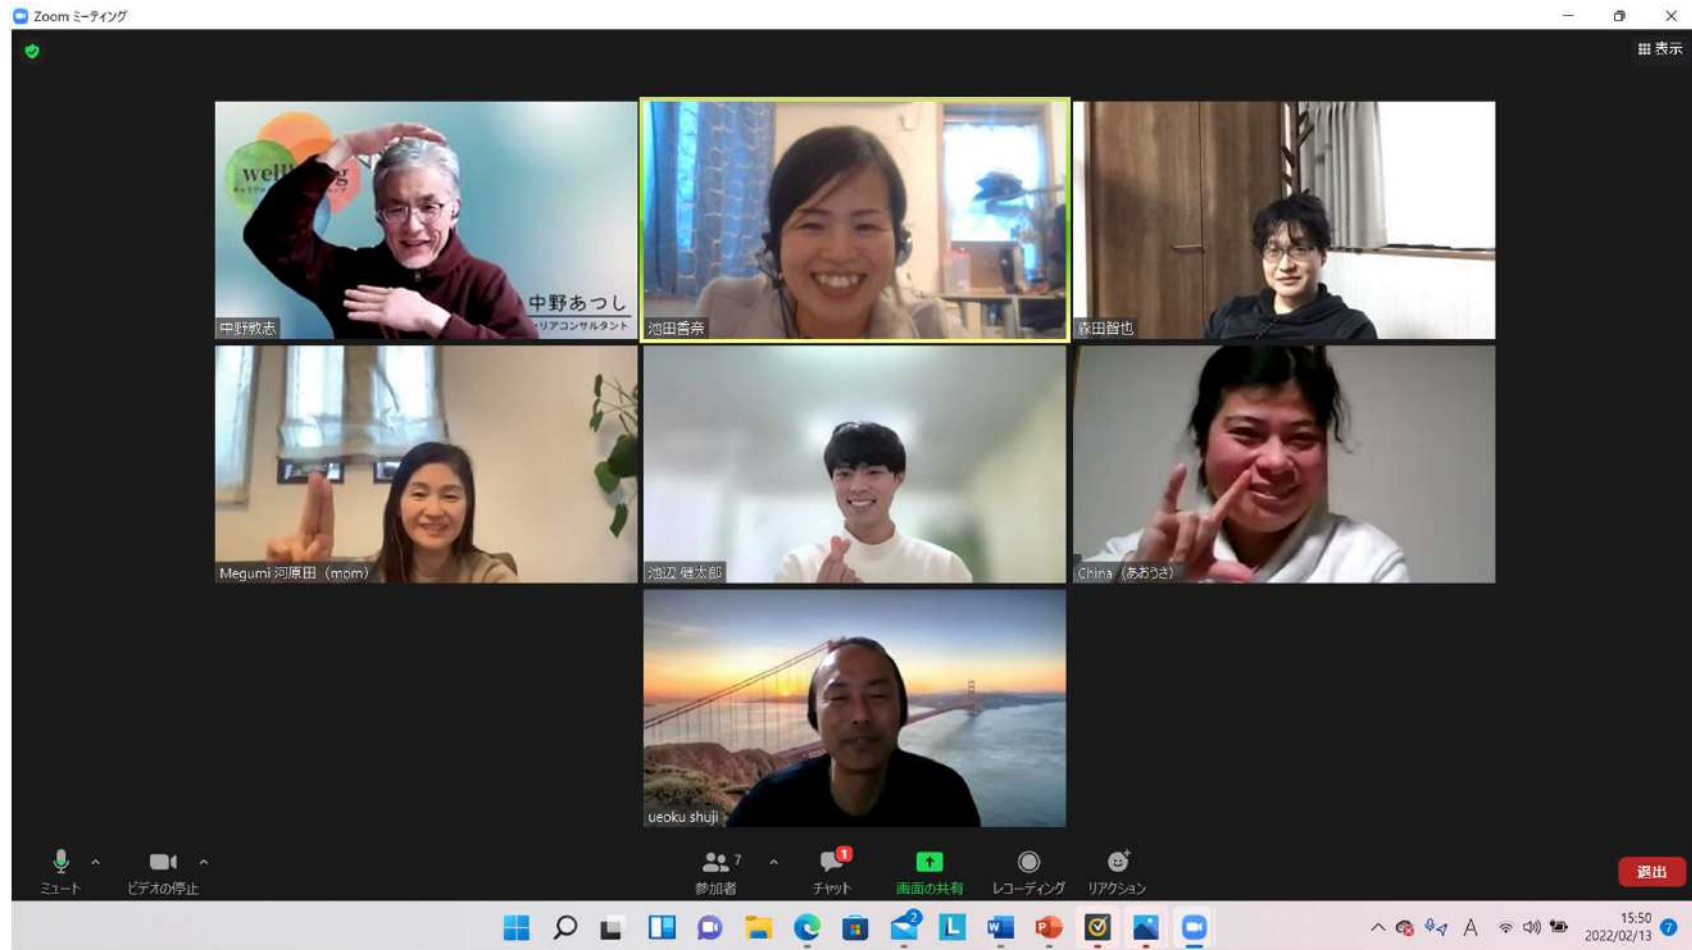 Zoom ミーティング
表示
中野あつし
中野敦志
池田香奈
森田智也
Megumi 河原田（mom）
池辺 健太郎
China（あおうさ）
ueoku shuji
ミュート
ビデオの停止
7
参加者
1
チャット
画面の共有
レコーディング
リアクション
退出
2
A
15:50
2022/02/13
7